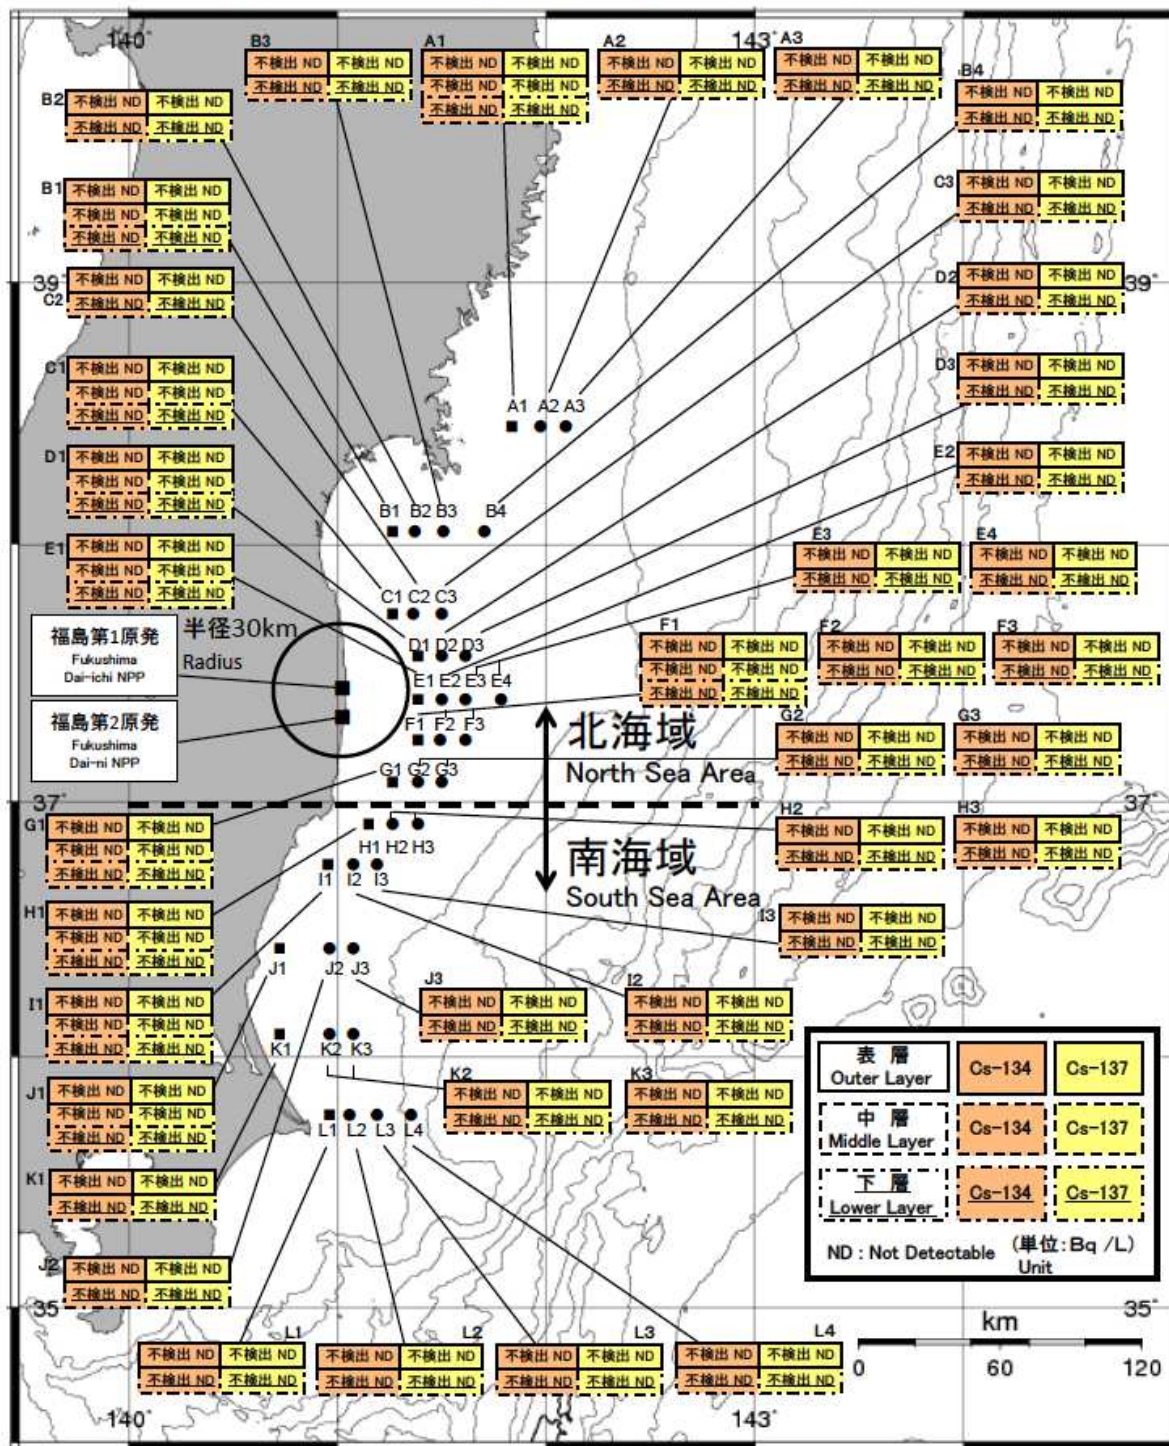 140°
143°
B3
不検出 ND 不検出 ND
不検出 ND 不検出 ND
A1
不検出 ND 不検出 ND
不検出 ND 不検出 ND
不検出 ND 不検出 ND
A2
不検出 ND 不検出 ND
不検出 ND 不検出 ND
A3
不検出 ND 不検出 ND
不検出 ND 不検出 ND
B4
不検出 ND 不検出 ND
不検出 ND 不検出 ND
B2
不検出 ND 不検出 ND
不検出 ND 不検出 ND
B1
不検出 ND 不検出 ND
不検出 ND 不検出 ND
不検出 ND 不検出 ND
C3
不検出 ND 不検出 ND
不検出 ND 不検出 ND
39°
39°
C2
不検出 ND 不検出 ND
不検出 ND 不検出 ND
D2
不検出 ND 不検出 ND
不検出 ND 不検出 ND
C1
不検出 ND 不検出 ND
不検出 ND 不検出 ND
不検出 ND 不検出 ND
D3
不検出 ND 不検出 ND
不検出 ND 不検出 ND
A1 A2 A3
D1
不検出 ND 不検出 ND
不検出 ND 不検出 ND
不検出 ND 不検出 ND
E2
不検出 ND 不検出 ND
不検出 ND 不検出 ND
B1 B2 B3 B4
E1
不検出 ND 不検出 ND
不検出 ND 不検出 ND
不検出 ND 不検出 ND
E3
不検出 ND 不検出 ND
不検出 ND 不検出 ND
E4
不検出 ND 不検出 ND
不検出 ND 不検出 ND
C1 C2 C3
福島第1原発
Fukushima
Dai-ichi NPP
半径30km
Radius
D1 D2 D3
F1
不検出 ND 不検出 ND
不検出 ND 不検出 ND
不検出 ND 不検出 ND
F2
不検出 ND 不検出 ND
不検出 ND 不検出 ND
F3
不検出 ND 不検出 ND
不検出 ND 不検出 ND
E1 E2 E3 E4
福島第2原発
Fukushima
Dai-ni NPP
F1 F2 F3
北海域
North Sea Area
G2
不検出 ND 不検出 ND
不検出 ND 不検出 ND
G3
不検出 ND 不検出 ND
不検出 ND 不検出 ND
G1 G2 G3
37°
37°
G1
不検出 ND 不検出 ND
不検出 ND 不検出 ND
不検出 ND 不検出 ND
H2
不検出 ND 不検出 ND
不検出 ND 不検出 ND
H3
不検出 ND 不検出 ND
不検出 ND 不検出 ND
H1 H2 H3
南海域
South Sea Area
I1 I2 I3
H1
不検出 ND 不検出 ND
不検出 ND 不検出 ND
不検出 ND 不検出 ND
I3
不検出 ND 不検出 ND
不検出 ND 不検出 ND
J1 J2 J3
I1
不検出 ND 不検出 ND
不検出 ND 不検出 ND
不検出 ND 不検出 ND
J3
不検出 ND 不検出 ND
不検出 ND 不検出 ND
I2
不検出 ND 不検出 ND
不検出 ND 不検出 ND
K1 K2 K3
J1
不検出 ND 不検出 ND
不検出 ND 不検出 ND
不検出 ND 不検出 ND
K2
不検出 ND 不検出 ND
不検出 ND 不検出 ND
K3
不検出 ND 不検出 ND
不検出 ND 不検出 ND
L1 L2 L3 L4
K1
不検出 ND 不検出 ND
不検出 ND 不検出 ND
J2
不検出 ND 不検出 ND
不検出 ND 不検出 ND
表 層
Outer Layer
Cs-134
Cs-137
中 層
Middle Layer
Cs-134
Cs-137
下 層
Lower Layer
Cs-134
Cs-137
ND : Not Detectable (単位:Bq /L)
Unit
35°
35°
L1
不検出 ND 不検出 ND
不検出 ND 不検出 ND
L2
不検出 ND 不検出 ND
不検出 ND 不検出 ND
L3
不検出 ND 不検出 ND
不検出 ND 不検出 ND
L4
不検出 ND 不検出 ND
不検出 ND 不検出 ND
km
0 60 120
140°
143°